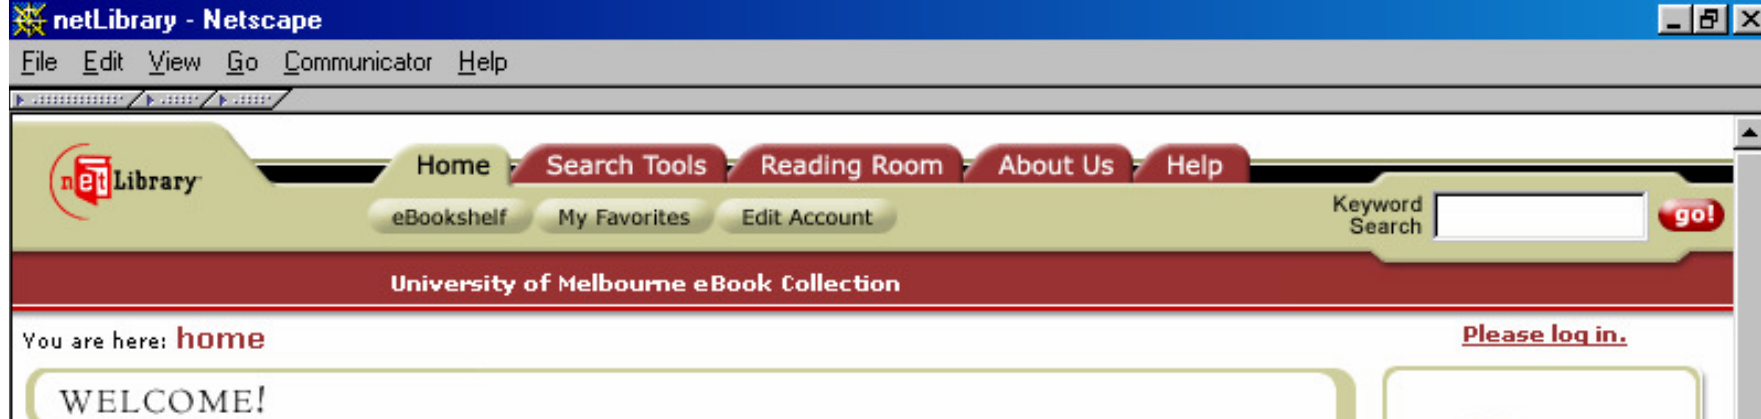 netLibrary - Netscape
File Edit View Go Communicator Help
netLibrary
Home Search Tools Reading Room About Us Help
eBookshelf My Favorites Edit Account
Keyword Search go!
University of Melbourne eBook Collection
You are here: home
Please log in.
WELCOME!